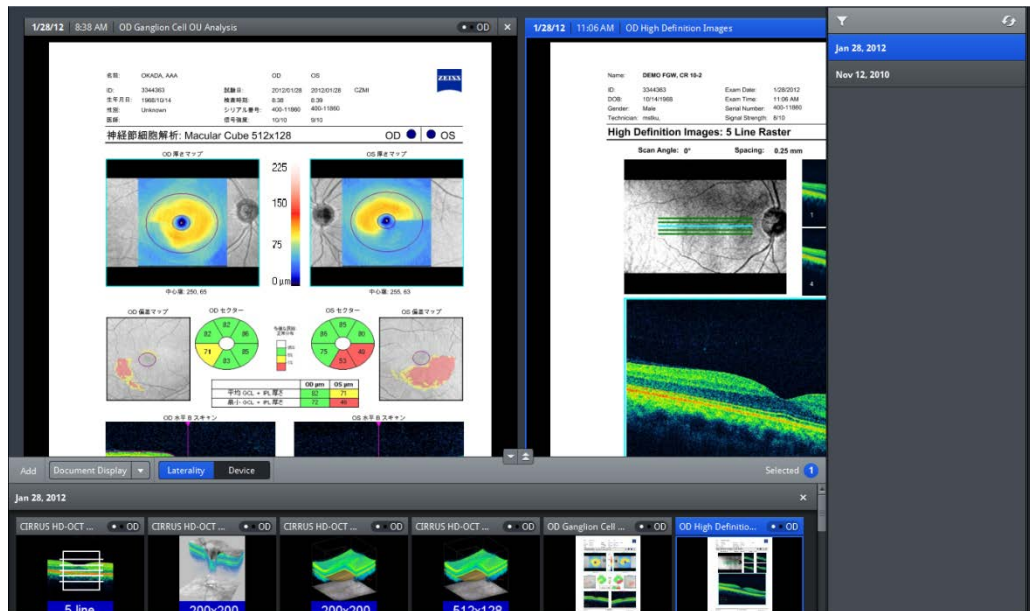 1/28/12 8:38 AM OD Ganglion Cell OU Analysis OD
名前: OKADA, AAA OD OS
ZEISS
ID: 3344363 試験日: 2012/01/28 2012/01/28 CZMI
生年月日: 1968/10/14 検査時刻: 8:38 8:39
性別: Unknown シリアル番号: 400-11860 400-11860
医師: 信号強度: 10/10 9/10
神経節細胞解析: Macular Cube 512x128 OD OS
OD 厚さマップ OS 厚さマップ
225
150
75
0 μm
中心窩: 250, 65 中心窩: 255, 63
OD 偏差マップ OD セクター OS セクター OS 偏差マップ
82 85
82 86 85 80
71 85 75 49
83 53
OD μm OS μm
平均 GCL + IPL 厚さ 82 71
最小 GCL + IPL 厚さ 72 46
OD 水平 B スキャン OS 水平 B スキャン
1/28/12 11:06 AM OD High Definition Images
Name: DEMO FGW, CR 10-2
ID: 3344363 Exam Date: 1/28/2012
DOB: 10/14/1968 Exam Time: 11:06 AM
Gender: Male Serial Number: 400-11860
Technician: Signal Strength: 8/10
High Definition Images: 5 Line Raster
Scan Angle: 0° Spacing: 0.25 mm
1
4
Jan 28, 2012
Nov 12, 2010
Add Document Display Laterality Device Selected 1
Jan 28, 2012
CIRRUS HD-OCT ... OD CIRRUS HD-OCT ... OD CIRRUS HD-OCT ... OD CIRRUS HD-OCT ... OD OD Ganglion Cell ... OD OD High Definitio... OD
5 line 200x200 200x200 512x128